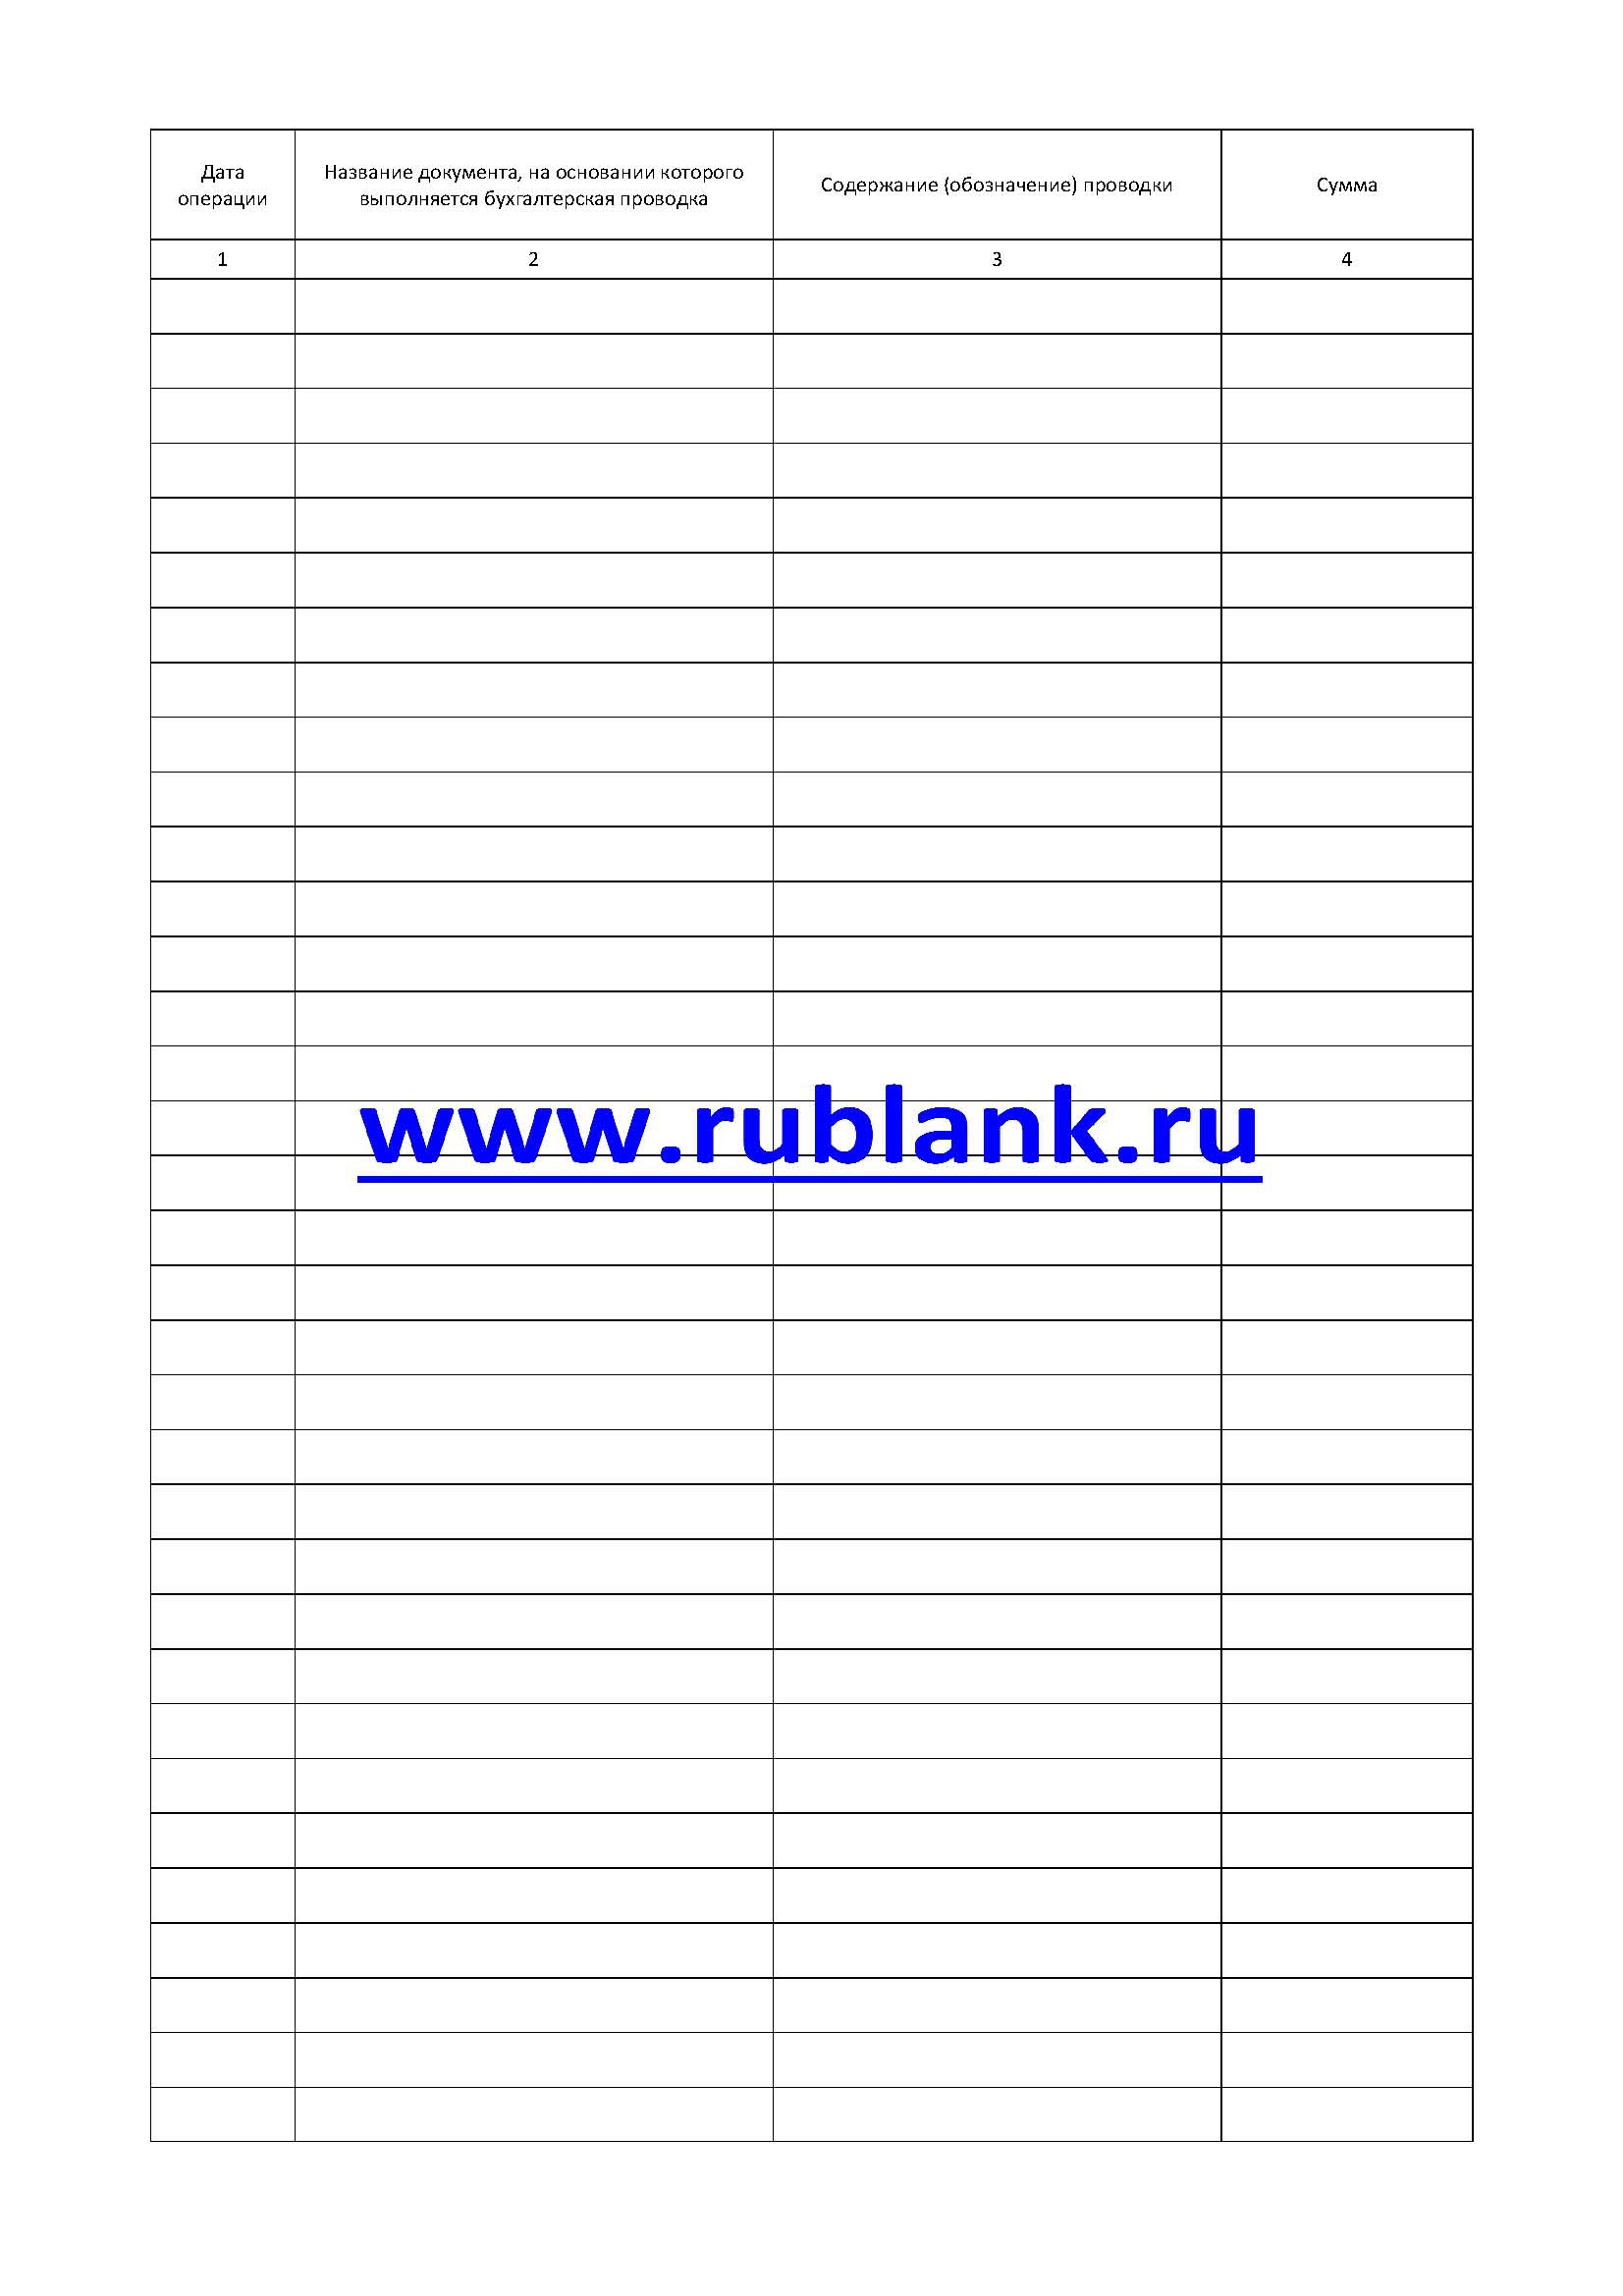 Дата
операции
Название документа, на основании которого
выполняется бухгалтерская проводка
Содержание (обозначение) проводки
Сумма
1
2
3
4
www.rublank.ru